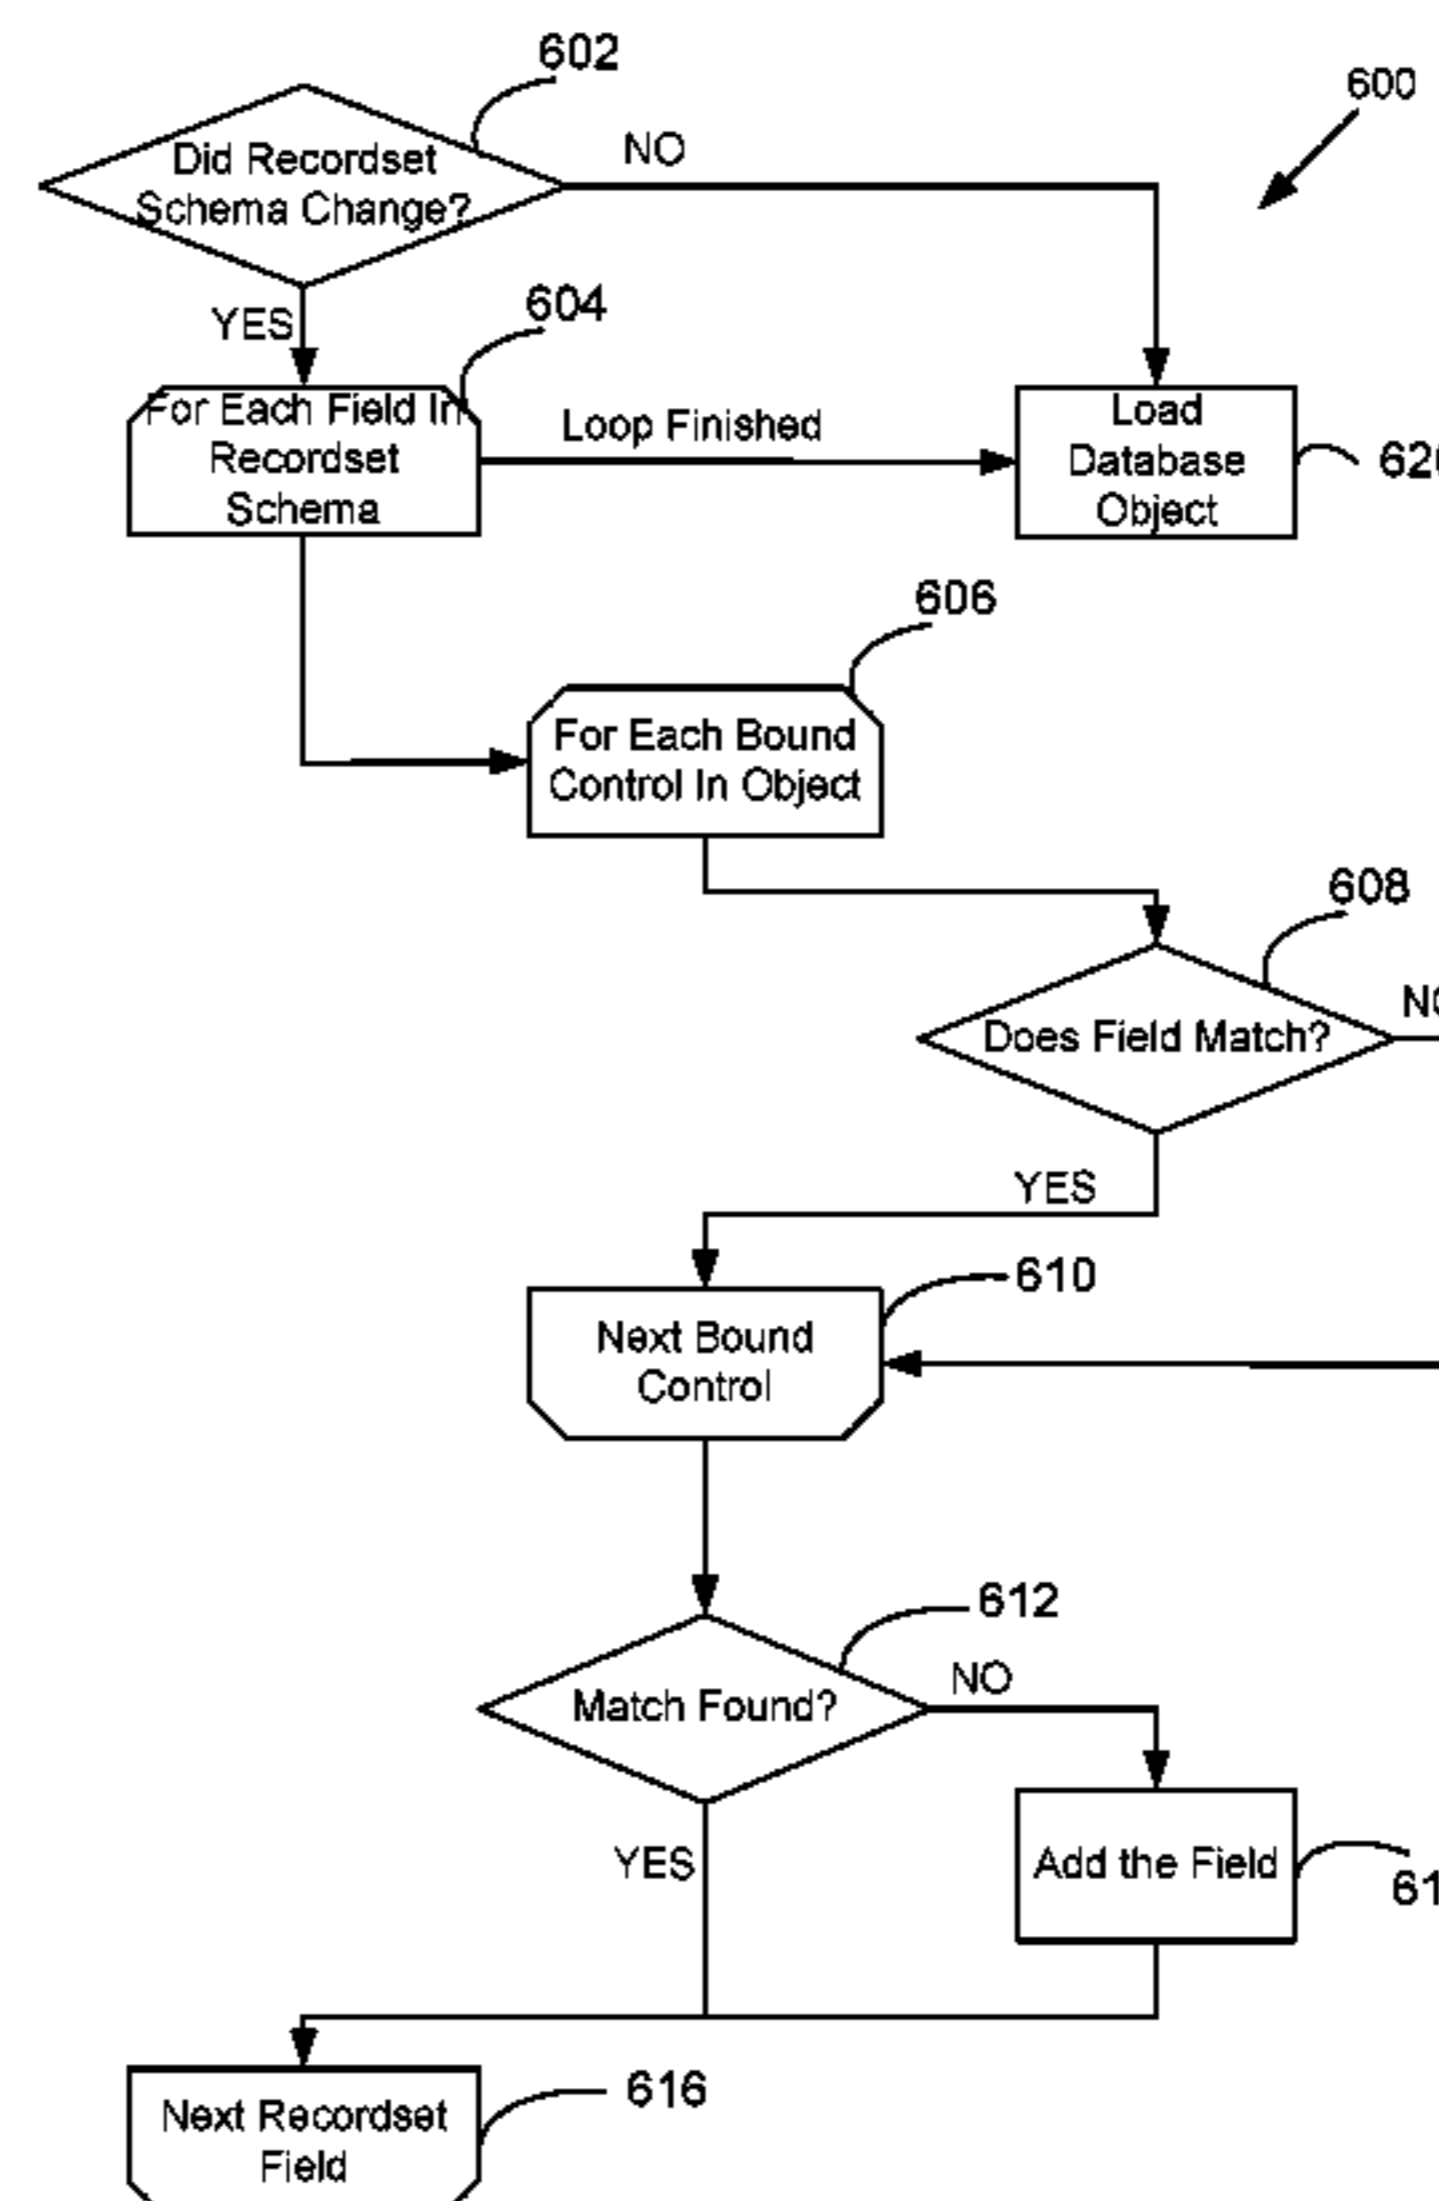 602
600
Did Recordset
Schema Change?
NO
YES
604
For Each Field In
Recordset
Schema
Loop Finished
Load
Database
Object
606
For Each Bound
Control In Object
608
Does Field Match?
YES
610
Next Bound
Control
612
Match Found?
NO
YES
Add the Field
616
Next Recordset
Field